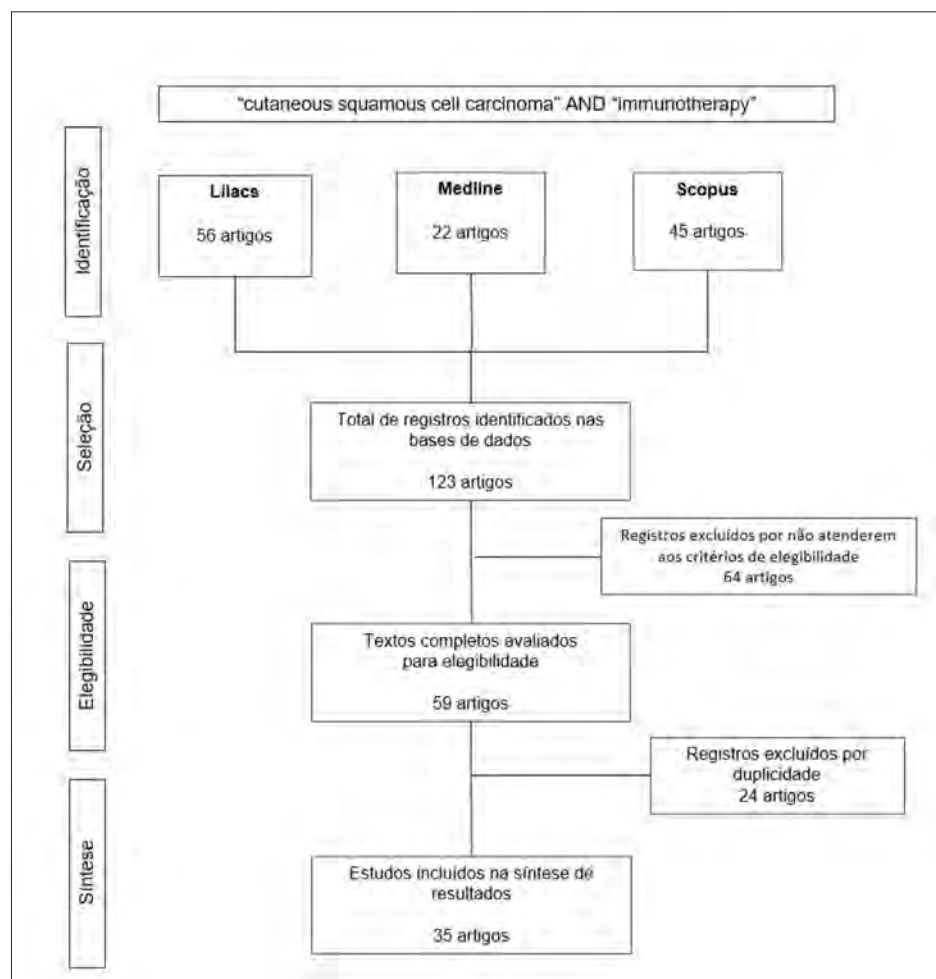 "cutaneous squamous cell carcinoma" AND "immunotherapy"
Identificação
Lilacs
56 artigos
Medline
22 artigos
Scopus
45 artigos
Seleção
Total de registros identificados nas
bases de dados
123 artigos
Registros excluídos por não atenderem
aos critérios de elegibilidade
64 artigos
Elegibilidade
Textos completos avaliados
para elegibilidade
59 artigos
Registros excluídos por
duplicidade
24 artigos
Síntese
Estudos incluídos na síntese de
resultados
35 artigos